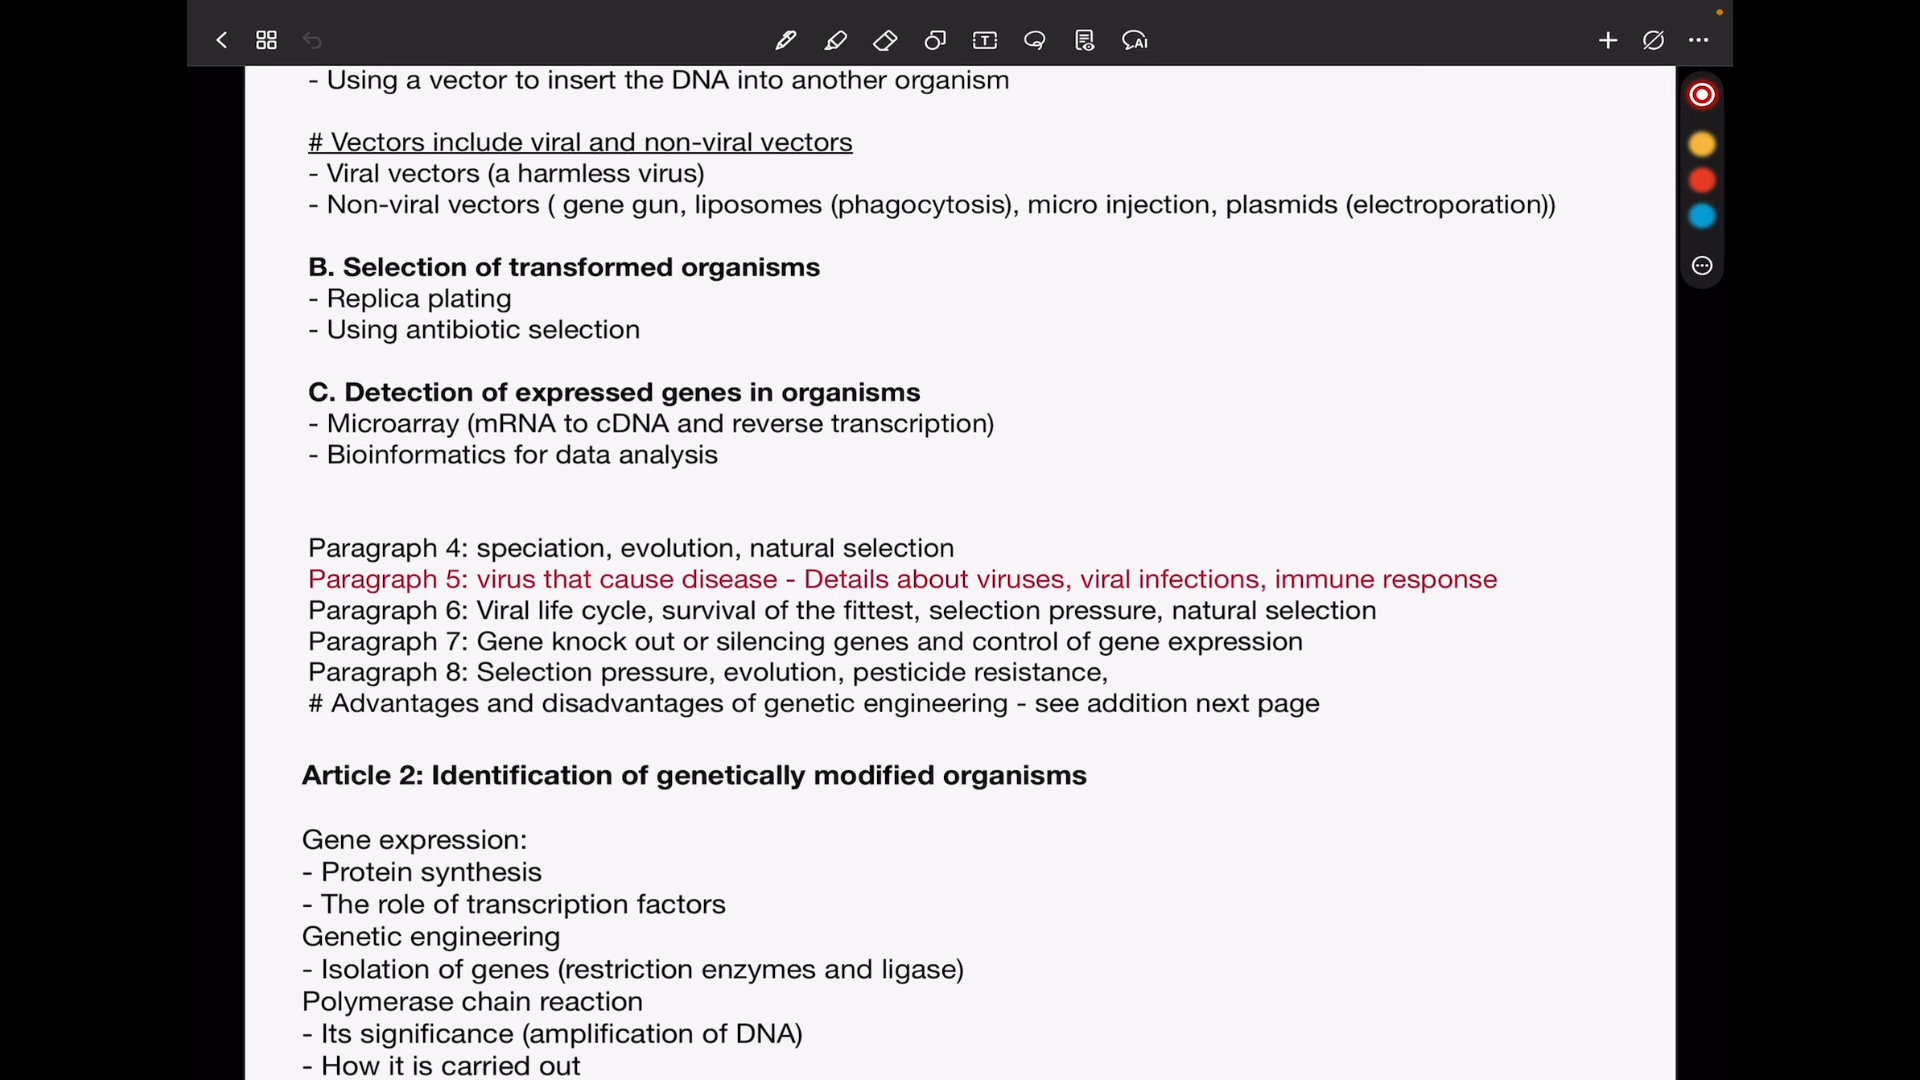 AI
- Using a vector to insert the DNA into another organism
# Vectors include viral and non-viral vectors
- Viral vectors (a harmless virus)
- Non-viral vectors ( gene gun, liposomes (phagocytosis), micro injection, plasmids (electroporation))
B. Selection of transformed organisms
- Replica plating
- Using antibiotic selection
C. Detection of expressed genes in organisms
- Microarray (mRNA to cDNA and reverse transcription)
- Bioinformatics for data analysis
Paragraph 4: speciation, evolution, natural selection
Paragraph 5: virus that cause disease - Details about viruses, viral infections, immune response
Paragraph 6: Viral life cycle, survival of the fittest, selection pressure, natural selection
Paragraph 7: Gene knock out or silencing genes and control of gene expression
Paragraph 8: Selection pressure, evolution, pesticide resistance,
# Advantages and disadvantages of genetic engineering - see addition next page
Article 2: Identification of genetically modified organisms
Gene expression:
- Protein synthesis
- The role of transcription factors
Genetic engineering
- Isolation of genes (restriction enzymes and ligase)
Polymerase chain reaction
- Its significance (amplification of DNA)
- How it is carried out